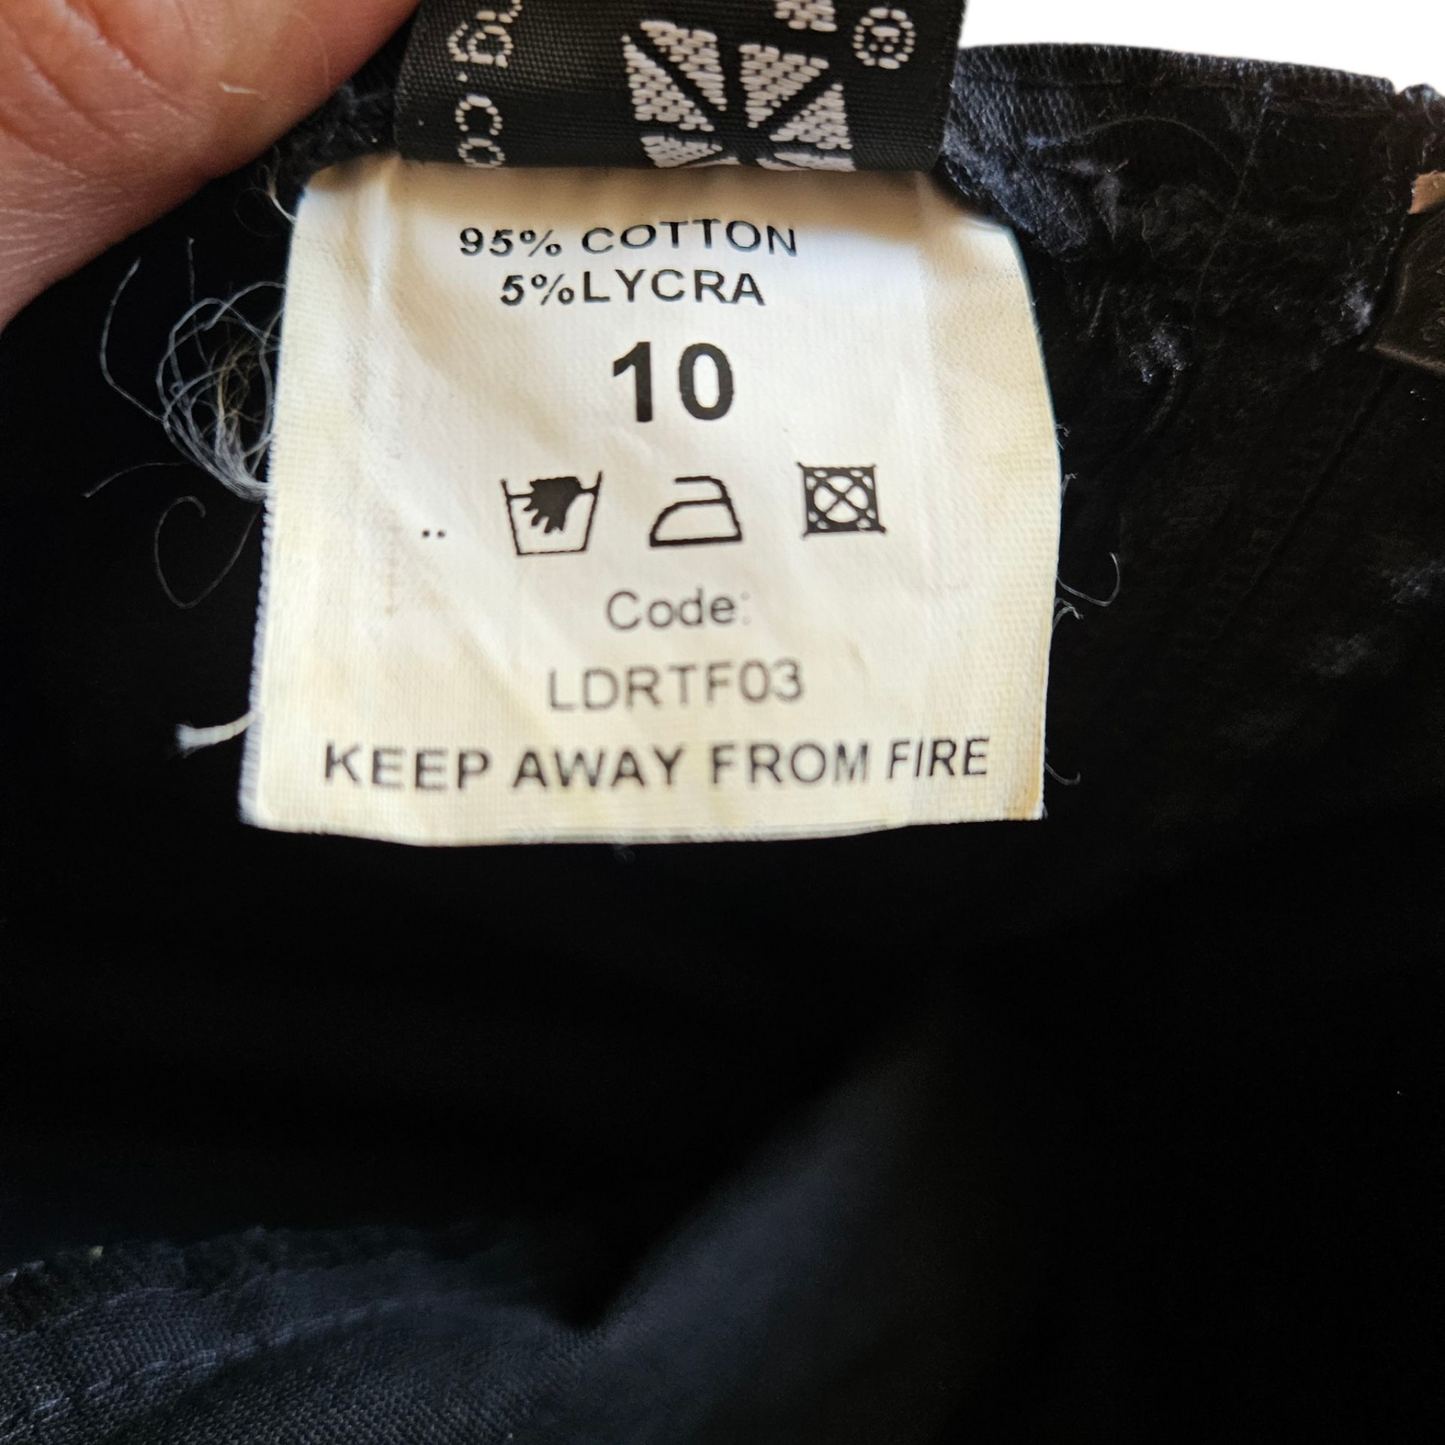 95% COTTON
5%LYCRA
10
Code:
LDRTF03
KEEP AWAY FROM FIRE